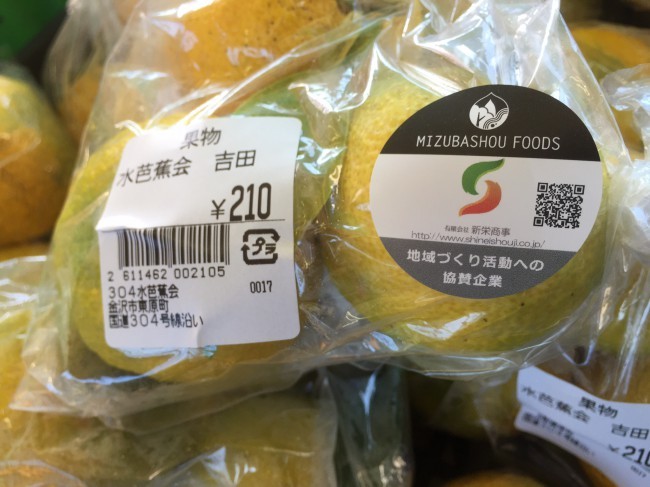 果物
水芭蕉会 吉田
¥210
2 611462 002105
プラ
304水芭蕉会 0017
金沢市東原町
国道304号線沿い
MIZUBASHOU FOODS
有限会社 新栄商事
http://www.shineishouji.co.jp/
地域づくり活動への
協賛企業
果物
水芭蕉会 吉田
¥210